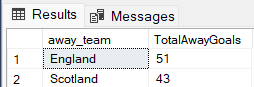 Results Messages
away_team TotalAwayGoals
1 England 51
2 Scotland 43